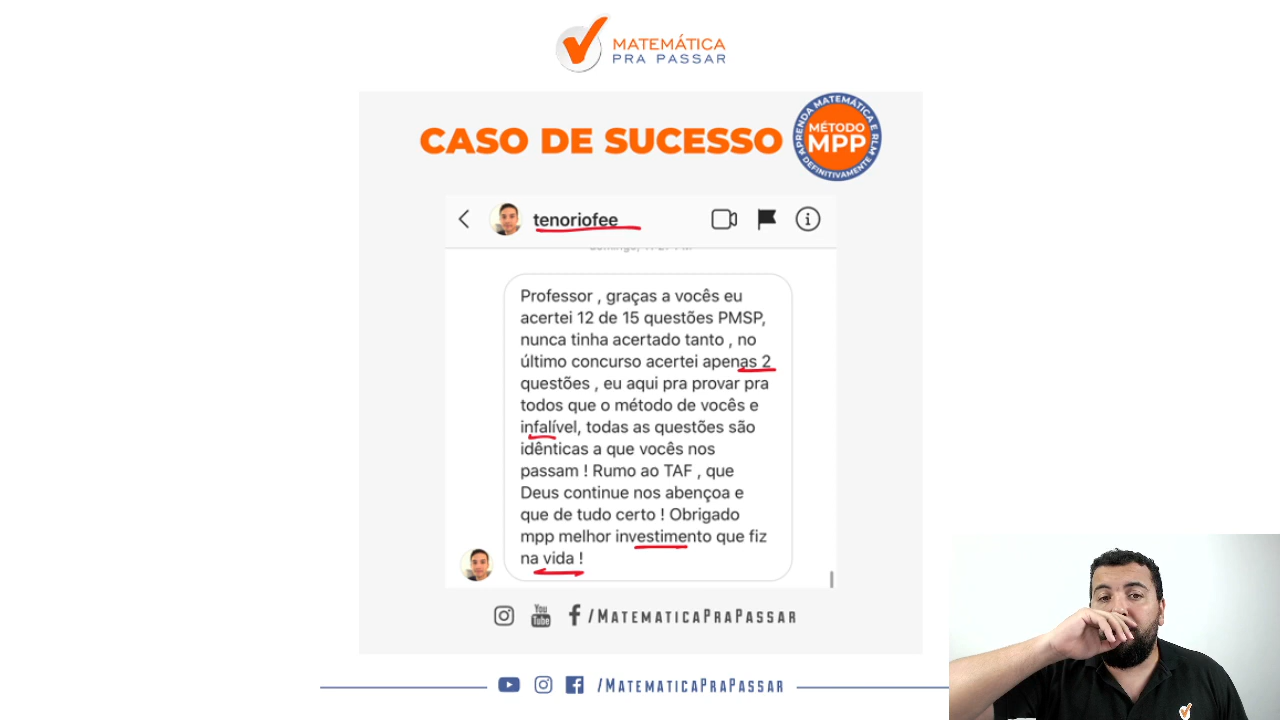 MATEMÁTICA
PRA PASSAR
CASO DE SUCESSO
APRENDA MATEMÁTICA E RLM
MÉTODO
MPP
DEFINITIVAMENTE
tenoriofee
Professor , graças a vocês eu
acertei 12 de 15 questões PMSP,
nunca tinha acertado tanto , no
último concurso acertei apenas 2
questões , eu aqui pra provar pra
todos que o método de vocês e
infalível, todas as questões são
idênticas a que vocês nos
passam ! Rumo ao TAF , que
Deus continue nos abençoa e
que de tudo certo ! Obrigado
mpp melhor investimento que fiz
na vida !
You
Tube
/MATEMATICAPRAPASSAR
/MATEMATICAPRAPASSAR